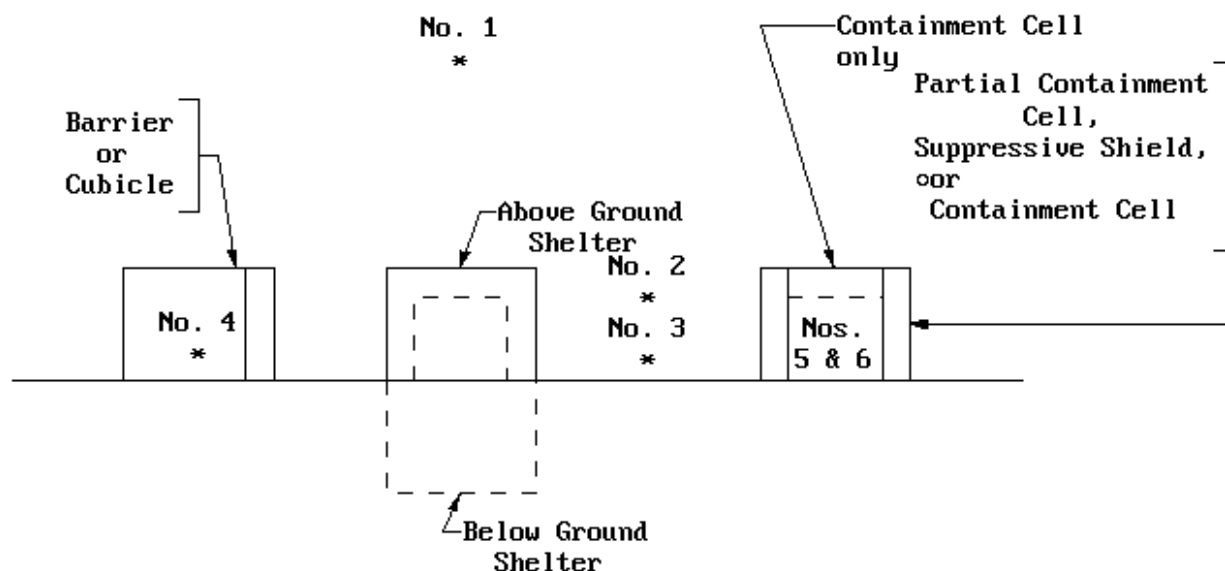 No. 1
*
Containment Cell
only
Partial Containment
Cell,
Suppressive Shield,
oor
Containment Cell
Barrier
or
Cubicle
Above Ground
Shelter
No. 2
*
No. 3
*
No. 4
*
Nos.
5 & 6
Below Ground
Shelter